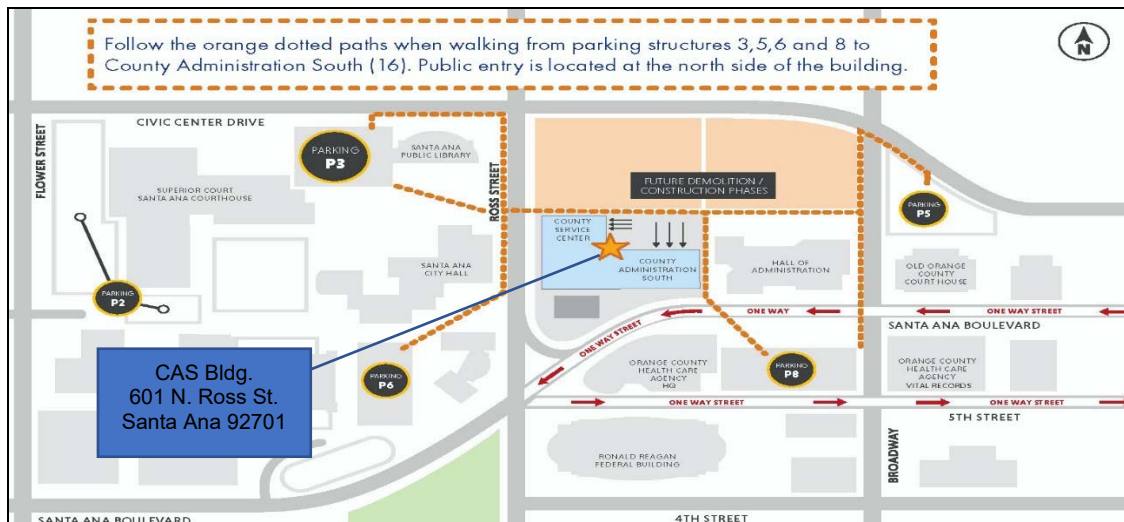 Follow the orange dotted paths when walking from parking structures 3,5,6 and 8 to
County Administration South (16). Public entry is located at the north side of the building.
N
CIVIC CENTER DRIVE
FLOWER STREET
PARKING
P3
SANTA ANA
PUBLIC LIBRARY
ROSS STREET
FUTURE DEMOLITION /
CONSTRUCTION PHASES
SUPERIOR COURT
SANTA ANA COURTHOUSE
PARKING
P5
COUNTY
SERVICE
CENTER
SANTA ANA
CITY HALL
COUNTY
ADMINISTRATION
SOUTH
HALL OF
ADMINISTRATION
OLD ORANGE
COUNTY
COURT HOUSE
PARKING
P2
ONE WAY
ONE WAY STREET
SANTA ANA BOULEVARD
ONE WAY STREET
CAS Bldg.
601 N. Ross St.
Santa Ana 92701
PARKING
P6
ORANGE COUNTY
HEALTH CARE
AGENCY
HQ
PARKING
P8
ORANGE COUNTY
HEALTH CARE
AGENCY
VITAL RECORDS
ONE WAY STREET
ONE WAY STREET
5TH STREET
RONALD REAGAN
FEDERAL BUILDING
BROADWAY
SANTA ANA BOULEVARD
4TH STREET